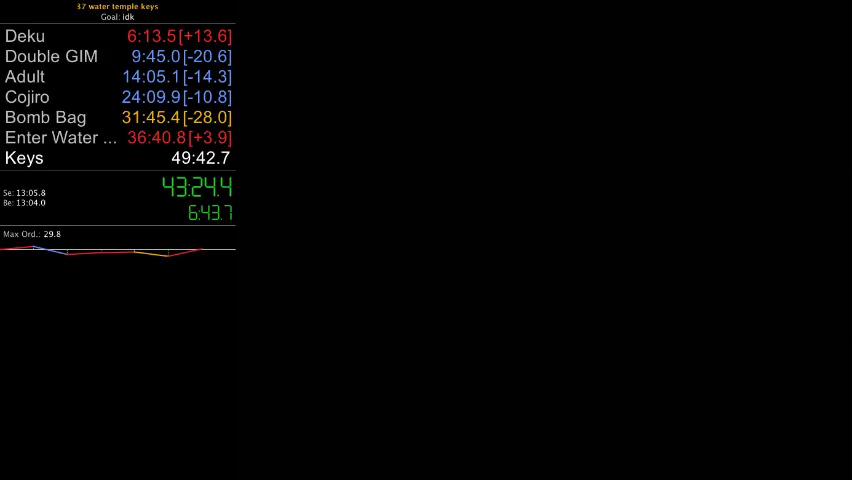 37 water temple keys
Goal: idk
Deku 6:13.5[+13.6]
Double GIM 9:45.0[-20.6]
Adult 14:05.1[-14.3]
Cojiro 24:09.9[-10.8]
Bomb Bag 31:45.4[-28.0]
Enter Water ... 36:40.8[+3.9]
Keys 49:42.7
43:24.4
Se: 13:05.8
Be: 13:04.0
6:43.7
Max Ord.: 29.8